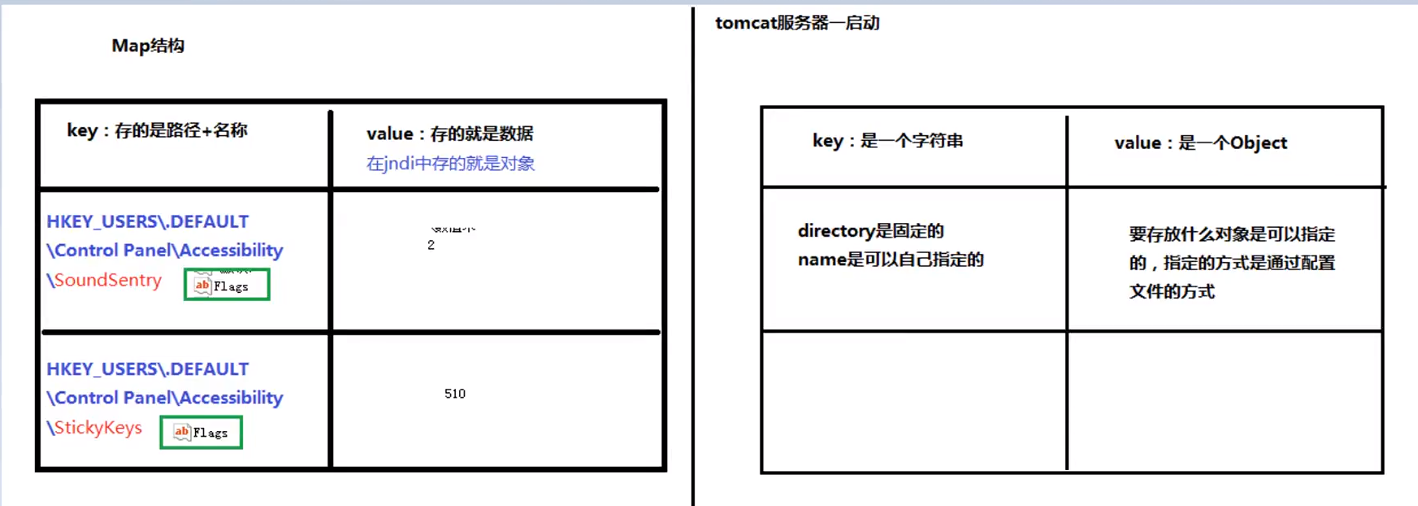 Map结构
key：存的是路径+名称
value：存的就是数据
在jndi中存的就是对象
HKEY_USERS\.DEFAULT
\Control Panel\Accessibility
\SoundSentry
ab Flags
2
HKEY_USERS\.DEFAULT
\Control Panel\Accessibility
\StickyKeys
ab Flags
510
tomcat服务器一启动
key：是一个字符串
value：是一个Object
directory是固定的
name是可以自己指定的
要存放什么对象是可以指定
的，指定的方式是通过配置
文件的方式